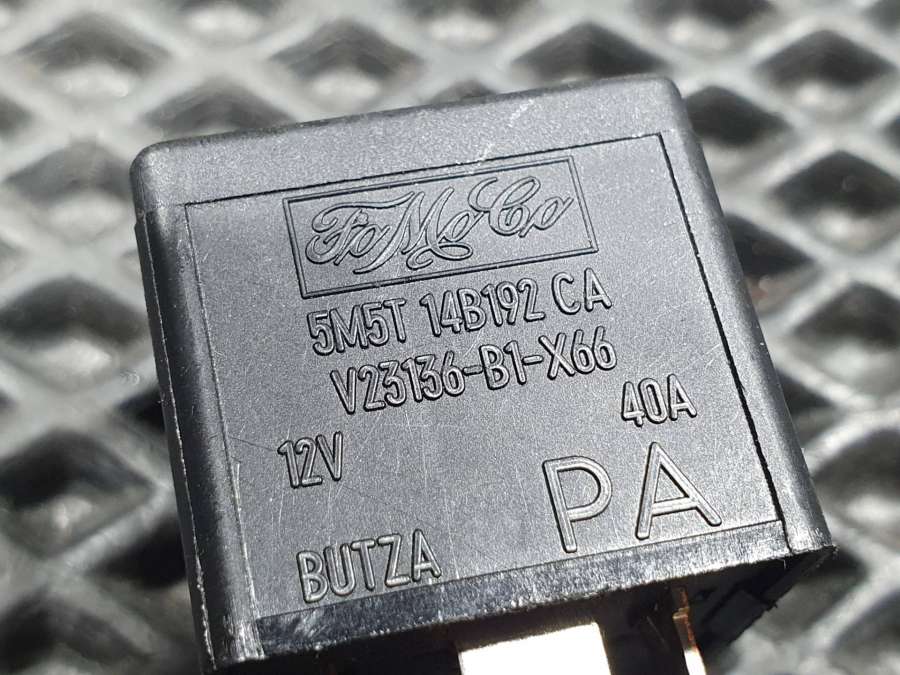 FoMoCo
5M5T 14B192 CA
V23136-B1-X66
12V 40A
BUTZA PA